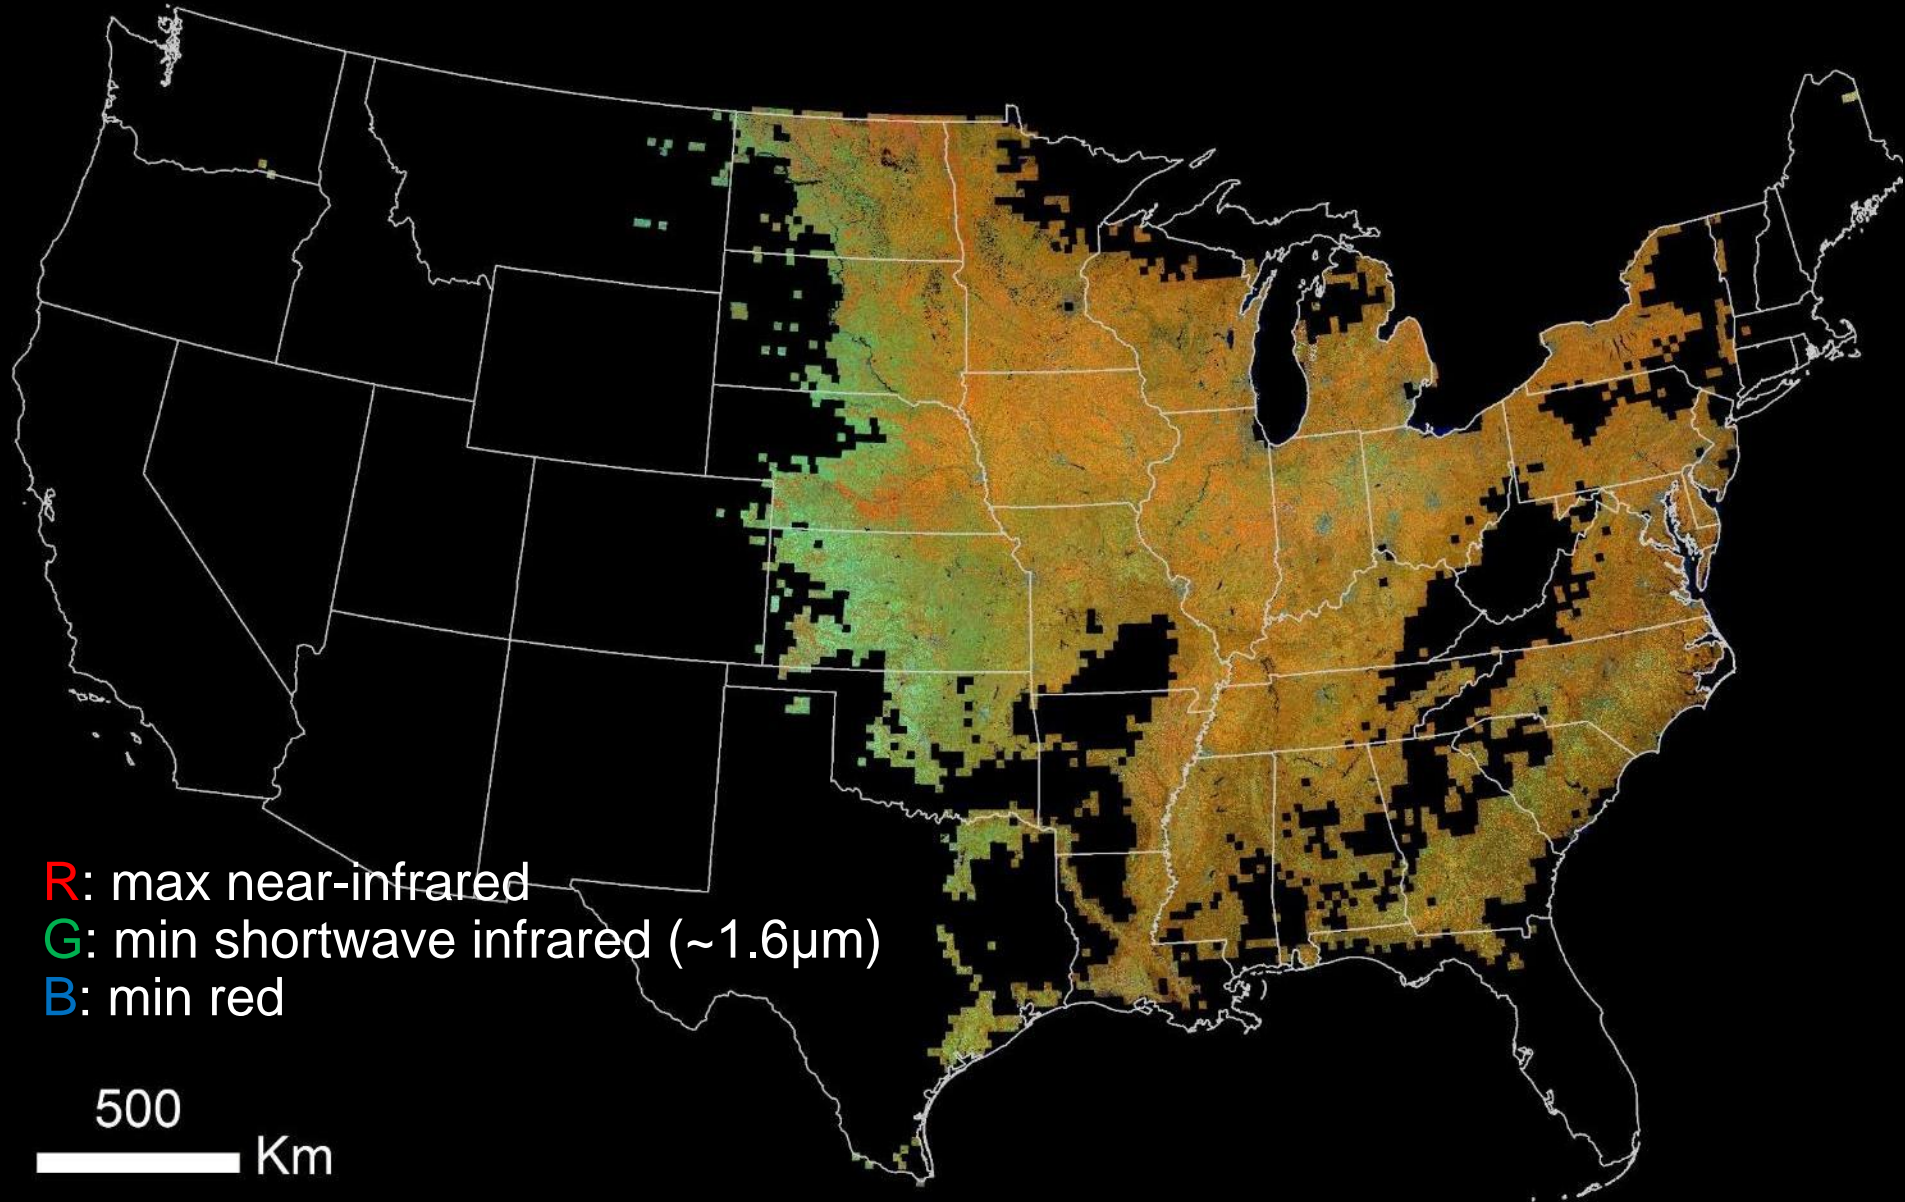 R: max near-infrared
G: min shortwave infrared (~1.6µm)
B: min red
500
Km